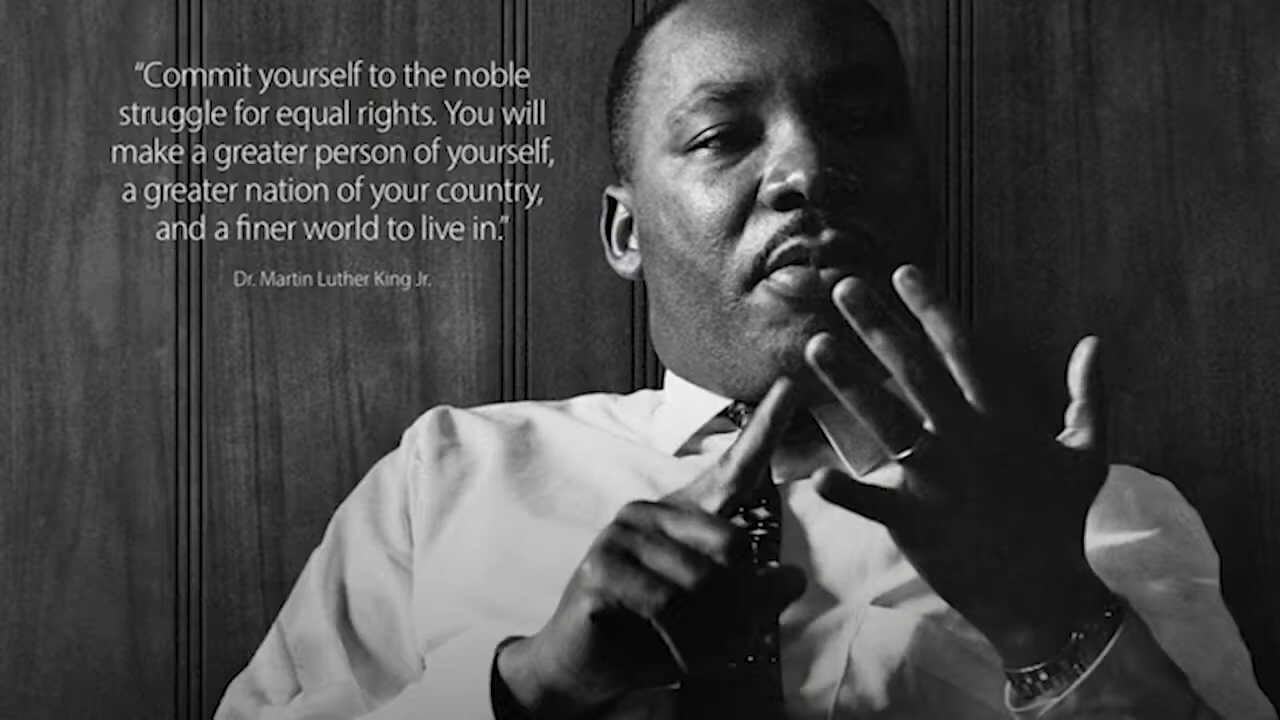 “Commit yourself to the noble
struggle for equal rights. You will
make a greater person of yourself,
a greater nation of your country,
and a finer world to live in.”
Dr. Martin Luther King Jr.